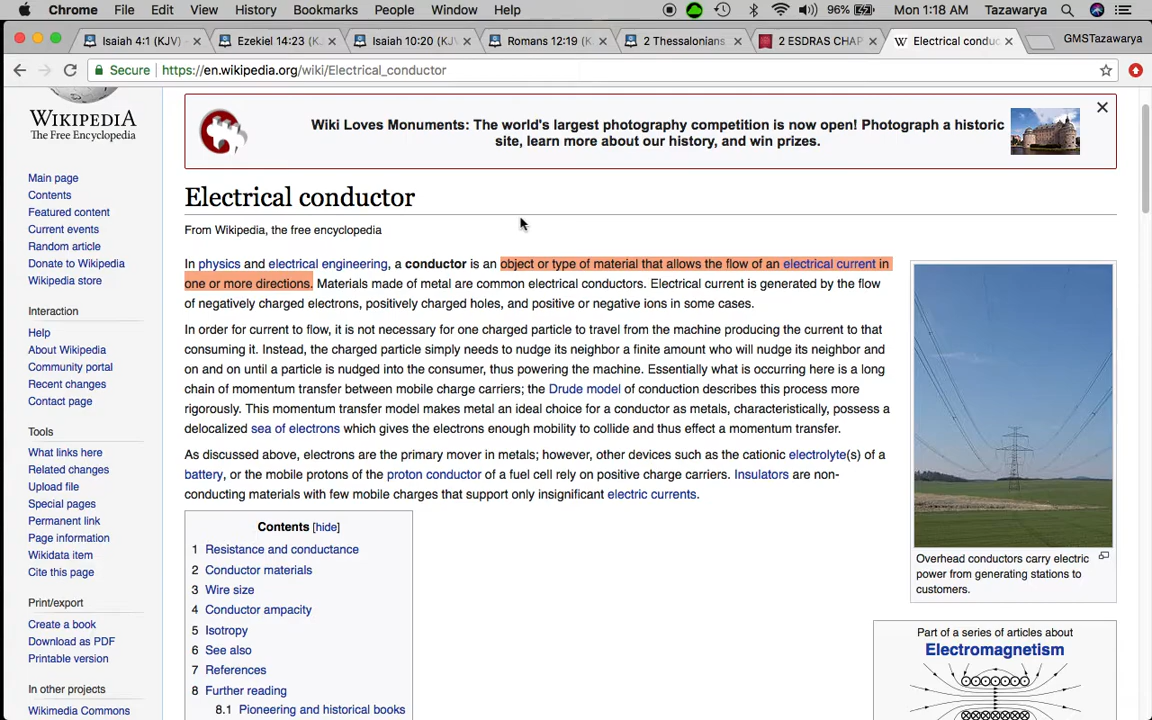 Chrome File Edit View History Bookmarks People Window Help 96% Mon 1:18 AM Tazawarya
Isaiah 4:1 (KJV) Ezekiel 14:23 (K Isaiah 10:20 (KJV Romans 12:19 (K 2 Thessalonians 2 ESDRAS CHAP Electrical conduc GMSTazawarya
Secure https://en.wikipedia.org/wiki/Electrical_conductor
WIKIPEDIA
The Free Encyclopedia
Main page
Contents
Featured content
Current events
Random article
Donate to Wikipedia
Wikipedia store
Interaction
Help
About Wikipedia
Community portal
Recent changes
Contact page
Tools
What links here
Related changes
Upload file
Special pages
Permanent link
Page information
Wikidata item
Cite this page
Print/export
Create a book
Download as PDF
Printable version
In other projects
Wikimedia Commons
Wiki Loves Monuments: The world's largest photography competition is now open! Photograph a historic
site, learn more about our history, and win prizes.
Electrical conductor
From Wikipedia, the free encyclopedia
In physics and electrical engineering, a conductor is an object or type of material that allows the flow of an electrical current in
one or more directions. Materials made of metal are common electrical conductors. Electrical current is generated by the flow
of negatively charged electrons, positively charged holes, and positive or negative ions in some cases.
In order for current to flow, it is not necessary for one charged particle to travel from the machine producing the current to that
consuming it. Instead, the charged particle simply needs to nudge its neighbor a finite amount who will nudge its neighbor and
on and on until a particle is nudged into the consumer, thus powering the machine. Essentially what is occurring here is a long
chain of momentum transfer between mobile charge carriers; the Drude model of conduction describes this process more
rigorously. This momentum transfer model makes metal an ideal choice for a conductor as metals, characteristically, possess a
delocalized sea of electrons which gives the electrons enough mobility to collide and thus effect a momentum transfer.
As discussed above, electrons are the primary mover in metals; however, other devices such as the cationic electrolyte(s) of a
battery, or the mobile protons of the proton conductor of a fuel cell rely on positive charge carriers. Insulators are non-
conducting materials with few mobile charges that support only insignificant electric currents.
Contents [hide]
1 Resistance and conductance
2 Conductor materials
3 Wire size
4 Conductor ampacity
5 Isotropy
6 See also
7 References
8 Further reading
8.1 Pioneering and historical books
Overhead conductors carry electric
power from generating stations to
customers.
Part of a series of articles about
Electromagnetism